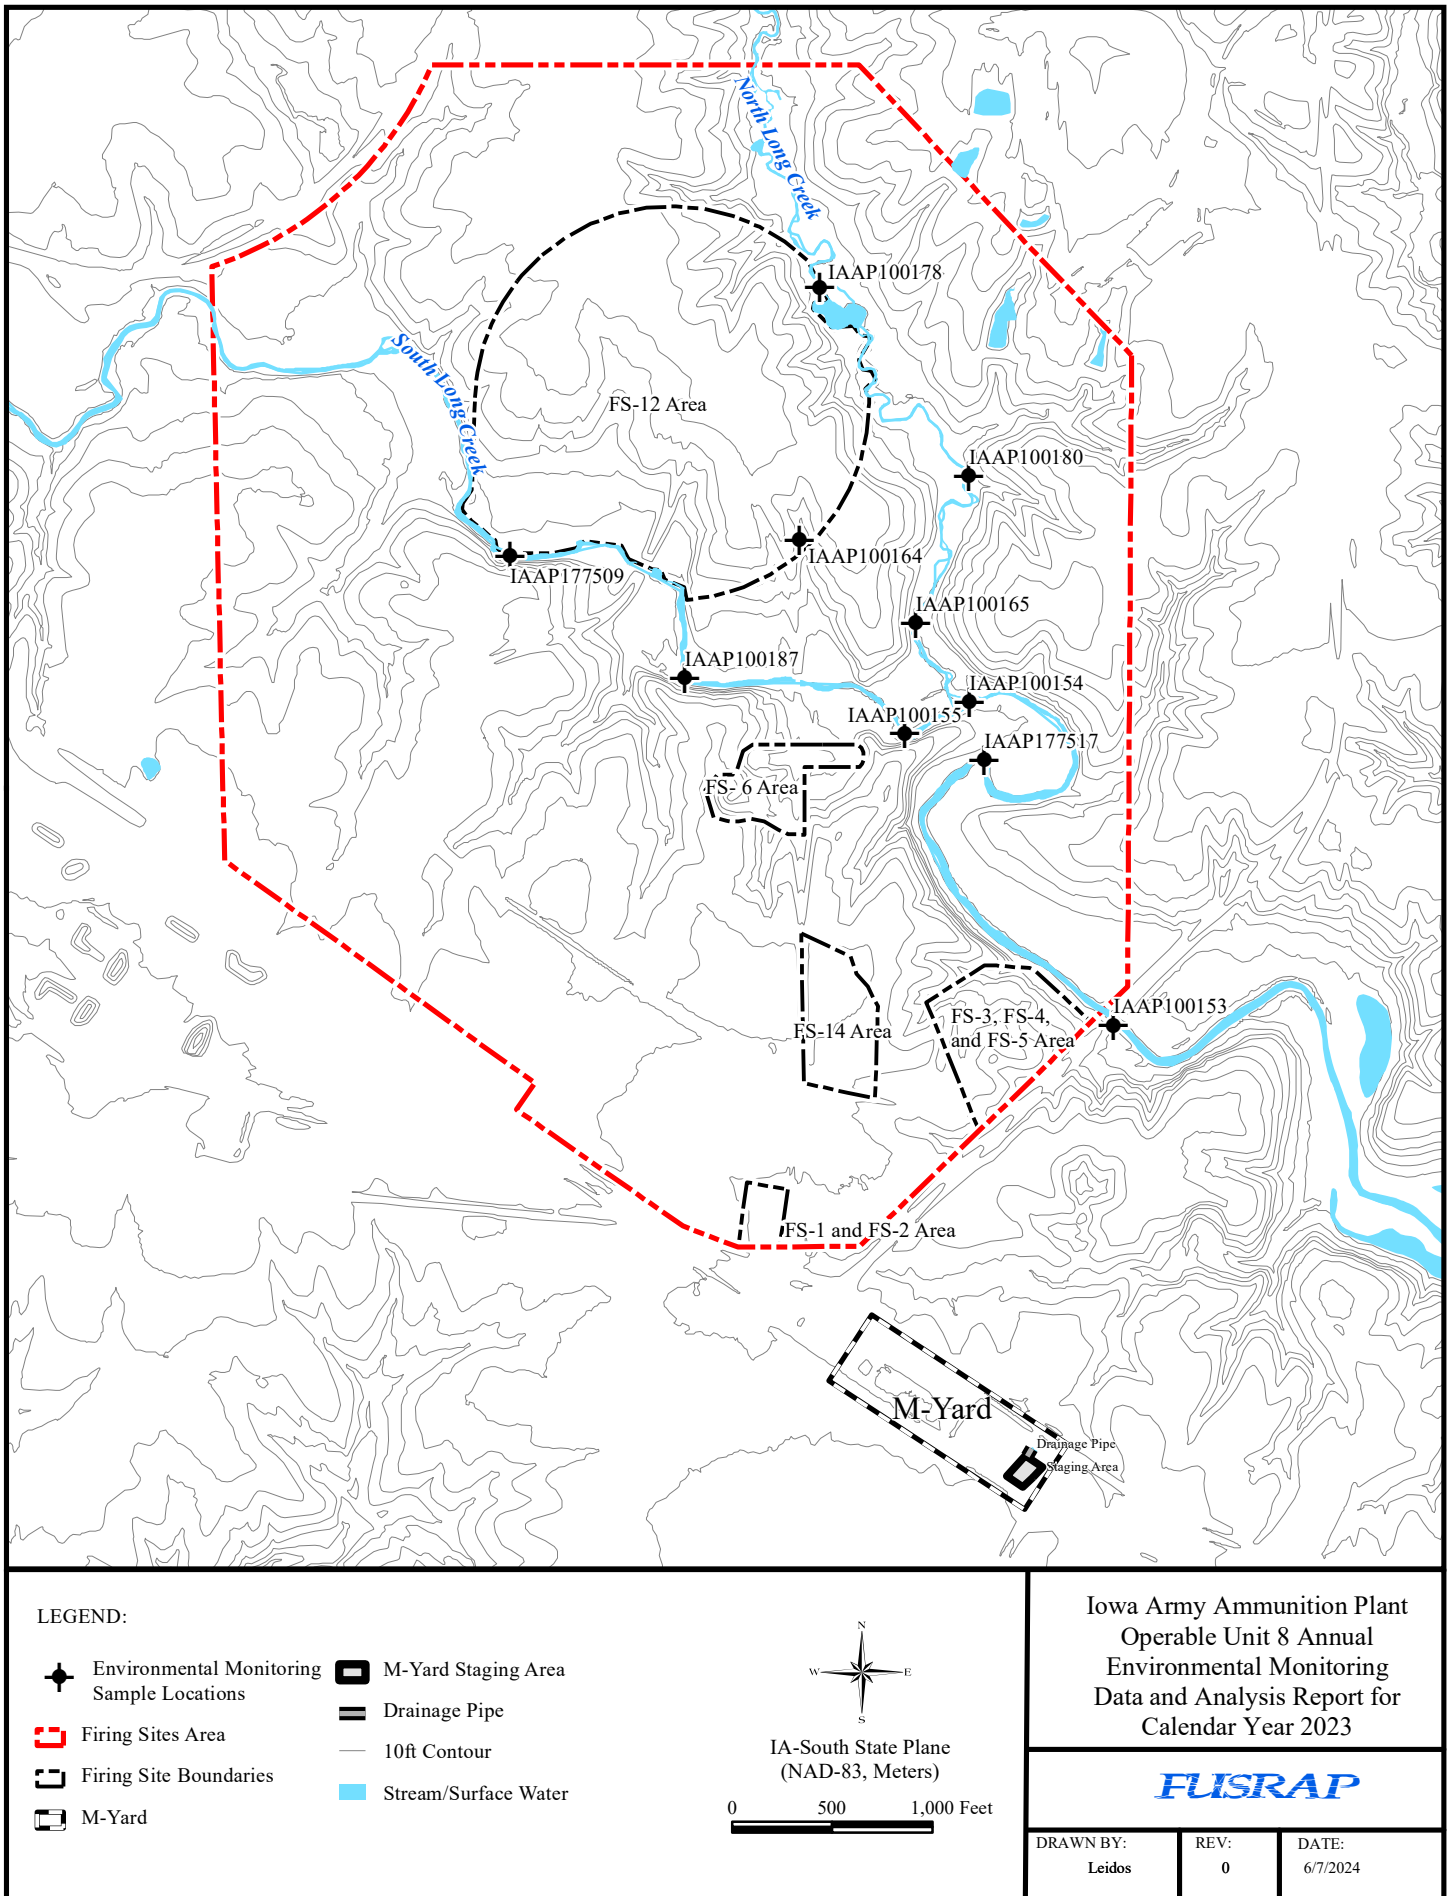 North Long Creek
IAAP100178
South Long Creek
FS-12 Area
IAAP100180
IAAP100164
IAAP177509
IAAP100165
IAAP100187
IAAP100154
IAAP100155
IAAP177517
FS- 6 Area
IAAP100153
FS-3, FS-4,
and FS-5 Area
FS-14 Area
FS-1 and FS-2 Area
M-Yard
Drainage Pipe
Staging Area
LEGEND:
Environmental Monitoring
Sample Locations
Firing Sites Area
Firing Site Boundaries
M-Yard
M-Yard Staging Area
Drainage Pipe
10ft Contour
Stream/Surface Water
N
W E
S
IA-South State Plane
(NAD-83, Meters)
0 500 1,000 Feet
Iowa Army Ammunition Plant
Operable Unit 8 Annual
Environmental Monitoring
Data and Analysis Report for
Calendar Year 2023
FUSRAP
DRAWN BY:
Leidos
REV:
0
DATE:
6/7/2024